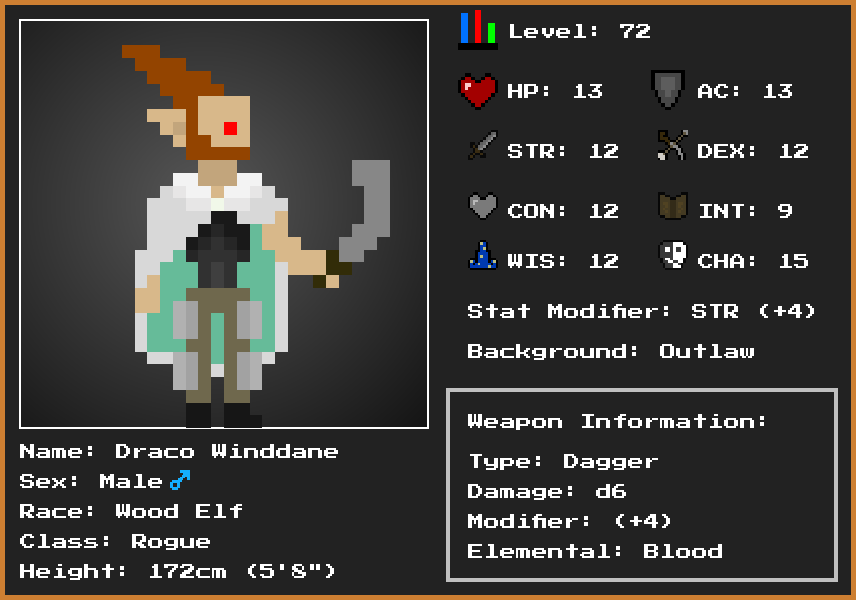 Level: 72
HP: 13 AC: 13
STR: 12 DEX: 12
CON: 12 INT: 9
WIS: 12 CHA: 15
Stat Modifier: STR (+4)
Background: Outlaw
Weapon Information:
Type: Dagger
Damage: d6
Modifier: (+4)
Elemental: Blood
Name: Draco Winddane
Sex: Male♂
Race: Wood Elf
Class: Rogue
Height: 172cm (5'8")